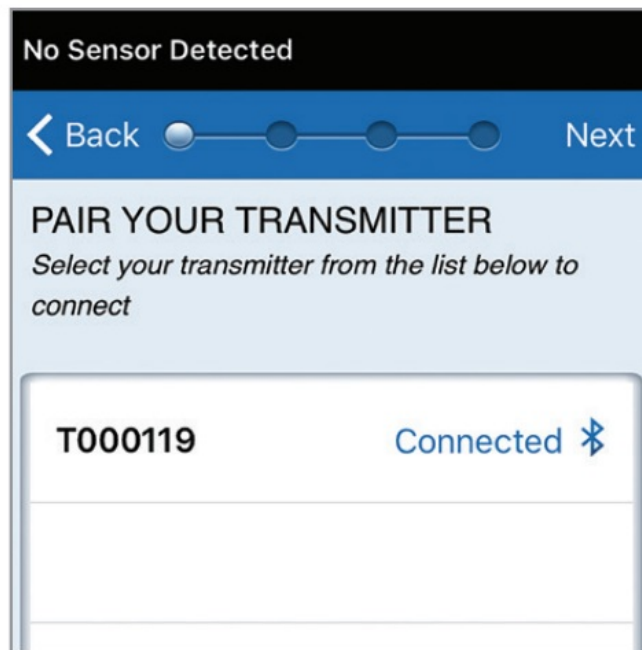 No Sensor Detected
Back Next
PAIR YOUR TRANSMITTER
Select your transmitter from the list below to
connect
T000119 Connected